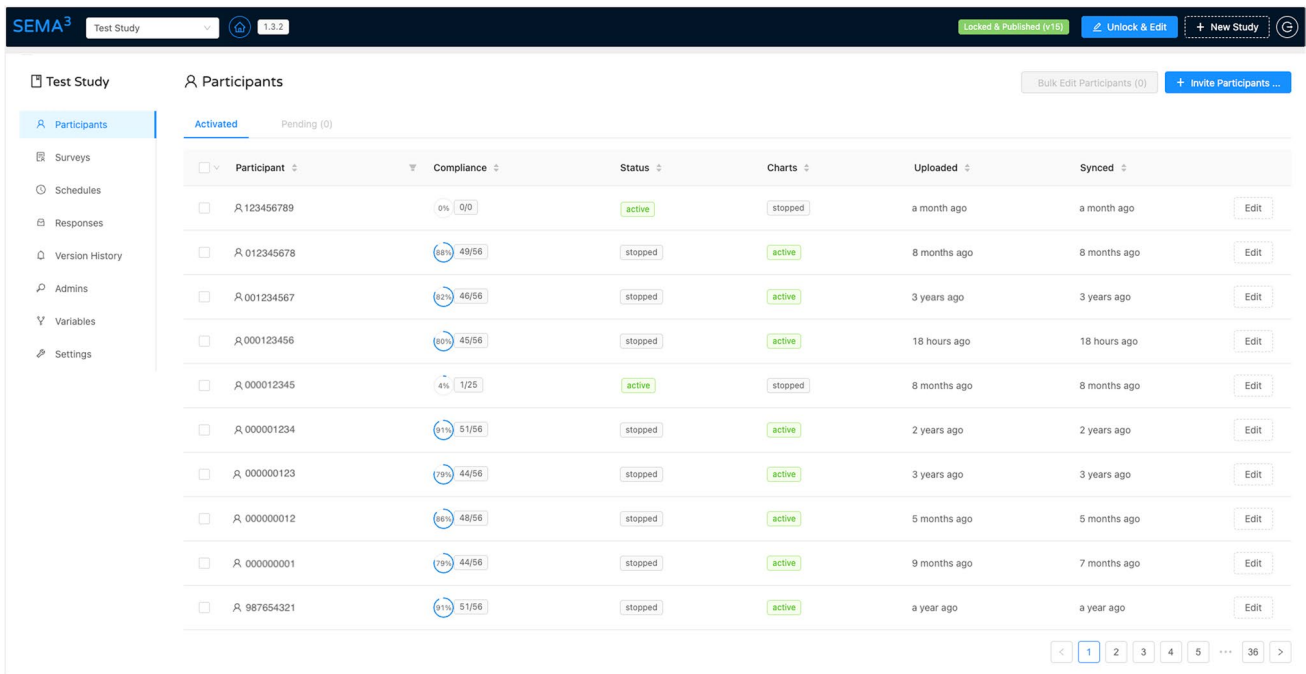 SEMA³ Test Study 1.3.2 Locked & Published (v15) Unlock & Edit + New Study
Test Study
Participants
Surveys
Schedules
Responses
Version History
Admins
Variables
Settings
Participants Bulk Edit Participants (0) + Invite Participants ...
Activated Pending (0)
Participant Compliance Status Charts Uploaded Synced
123456789 0% 0/0 active stopped a month ago a month ago Edit
012345678 88% 49/56 stopped active 8 months ago 8 months ago Edit
001234567 82% 46/56 stopped active 3 years ago 3 years ago Edit
000123456 80% 45/56 stopped active 18 hours ago 18 hours ago Edit
000012345 4% 1/25 active stopped 8 months ago 8 months ago Edit
000001234 91% 51/56 stopped active 2 years ago 2 years ago Edit
000000123 79% 44/56 stopped active 3 years ago 3 years ago Edit
000000012 86% 48/56 stopped active 5 months ago 5 months ago Edit
000000001 79% 44/56 stopped active 9 months ago 7 months ago Edit
987654321 91% 51/56 stopped active a year ago a year ago Edit
< 1 2 3 4 5 ··· 36 >